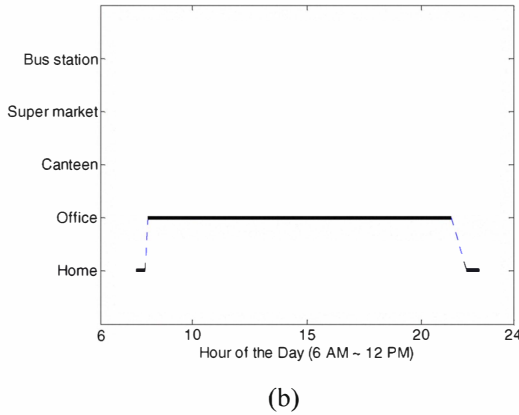 Bus station
Super market
Canteen
Office
Home
6 10 15 20 24
Hour of the Day (6 AM ~ 12 PM)
(b)